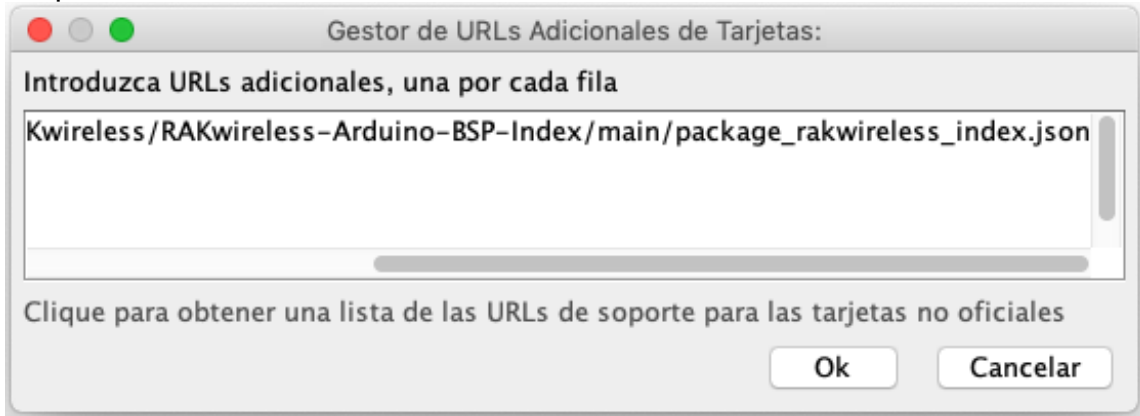 Gestor de URLs Adicionales de Tarjetas:
Introduzca URLs adicionales, una por cada fila
Kwireless/RAKwireless-Arduino-BSP-Index/main/package_rakwireless_index.json
Clique para obtener una lista de las URLs de soporte para las tarjetas no oficiales
Ok Cancelar